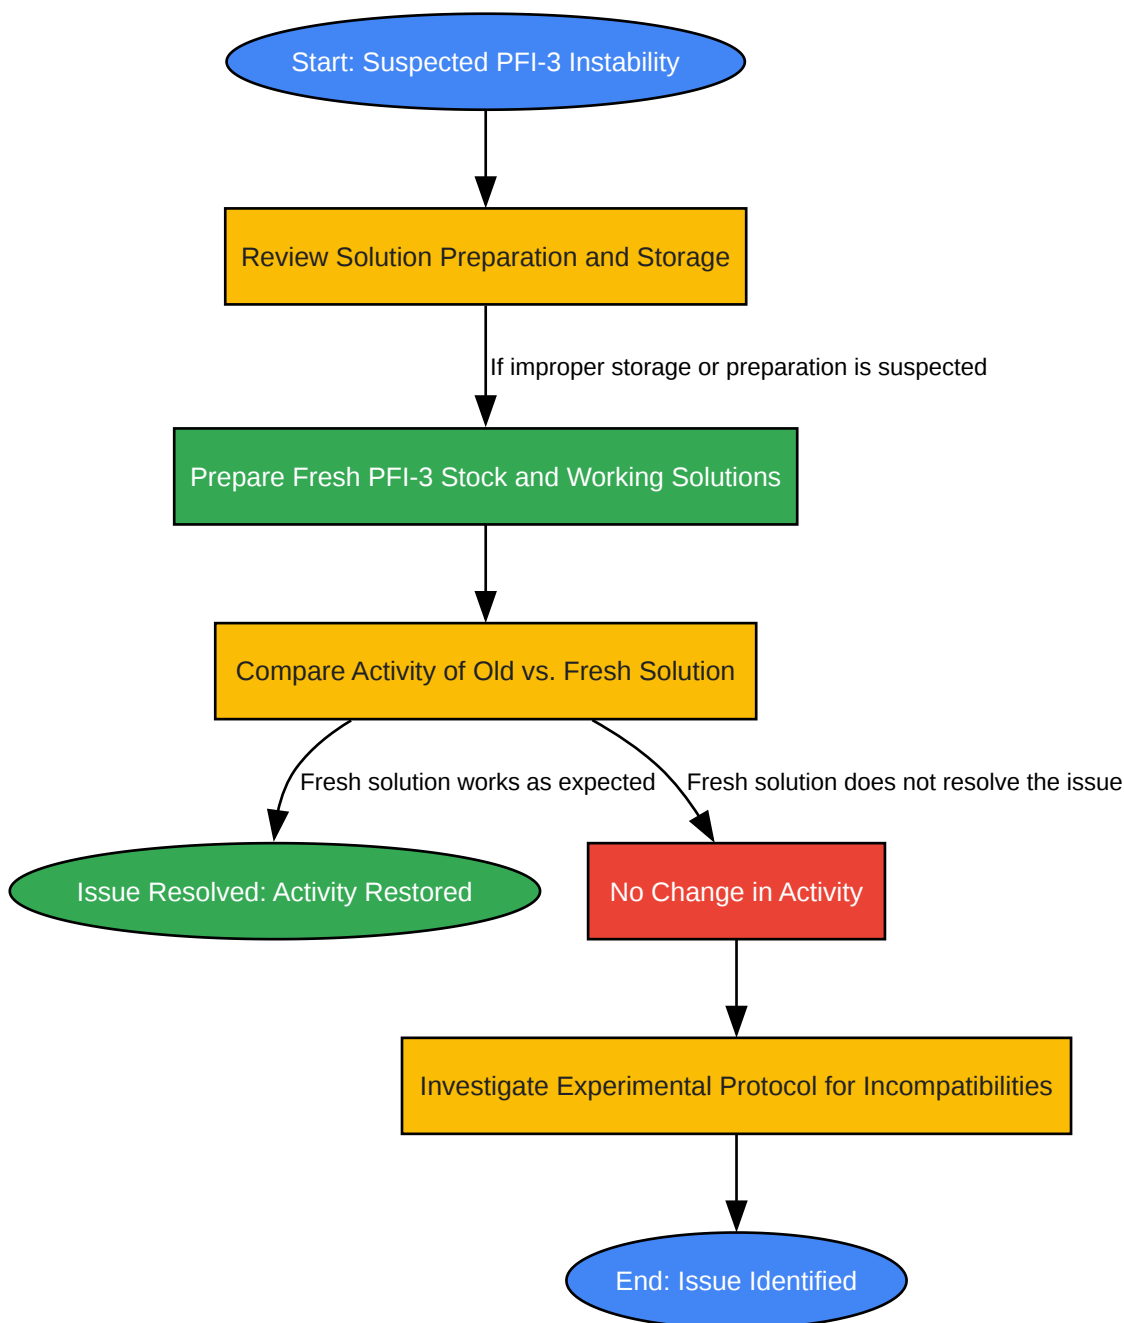 Start: Suspected PFI-3 Instability
Review Solution Preparation and Storage
If improper storage or preparation is suspected
Prepare Fresh PFI-3 Stock and Working Solutions
Compare Activity of Old vs. Fresh Solution
Fresh solution works as expected
Fresh solution does not resolve the issue
Issue Resolved: Activity Restored
No Change in Activity
Investigate Experimental Protocol for Incompatibilities
End: Issue Identified